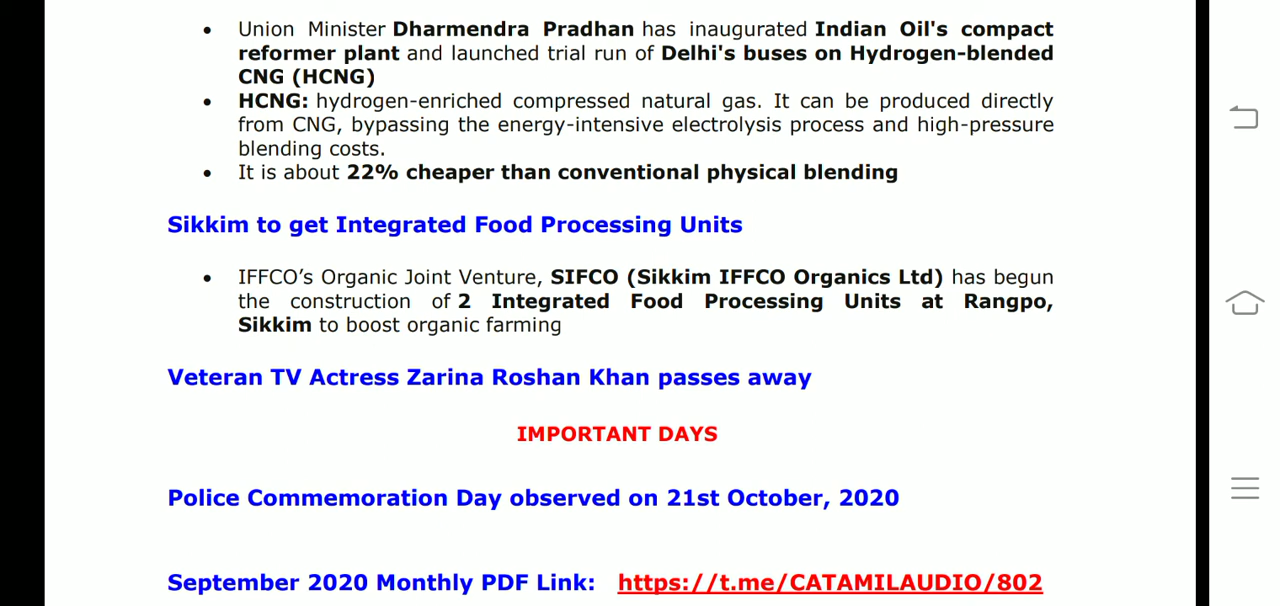 • Union Minister Dharmendra Pradhan has inaugurated Indian Oil's compact
reformer plant and launched trial run of Delhi's buses on Hydrogen-blended
CNG (HCNG)
• HCNG: hydrogen-enriched compressed natural gas. It can be produced directly
from CNG, bypassing the energy-intensive electrolysis process and high-pressure
blending costs.
• It is about 22% cheaper than conventional physical blending
Sikkim to get Integrated Food Processing Units
• IFFCO’s Organic Joint Venture, SIFCO (Sikkim IFFCO Organics Ltd) has begun
the construction of 2 Integrated Food Processing Units at Rangpo,
Sikkim to boost organic farming
Veteran TV Actress Zarina Roshan Khan passes away
IMPORTANT DAYS
Police Commemoration Day observed on 21st October, 2020
September 2020 Monthly PDF Link: https://t.me/CATAMILAUDIO/802